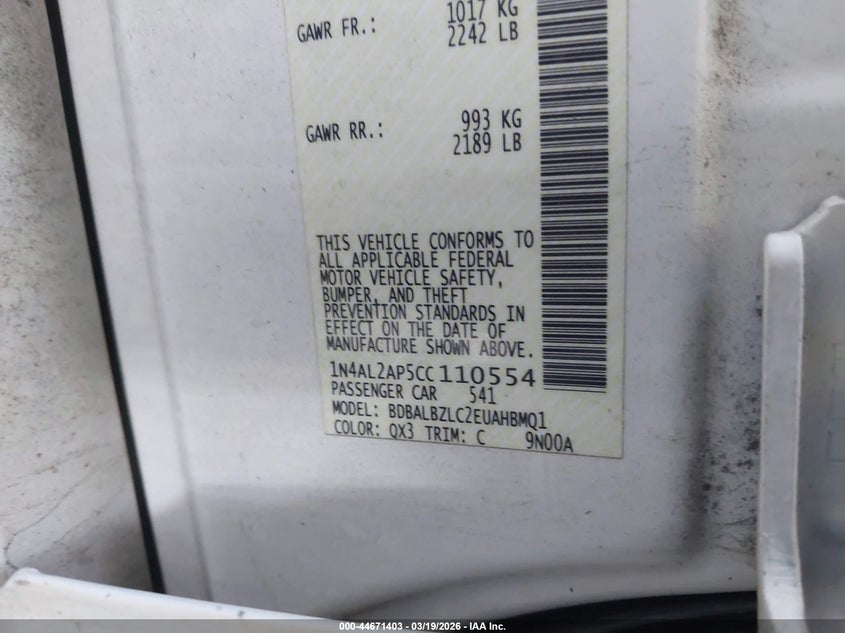 GAWR FR.: 1017 KG
2242 LB
GAWR RR.: 993 KG
2189 LB
THIS VEHICLE CONFORMS TO
ALL APPLICABLE FEDERAL
MOTOR VEHICLE SAFETY,
BUMPER, AND THEFT
PREVENTION STANDARDS IN
EFFECT ON THE DATE OF
MANUFACTURE SHOWN ABOVE.
1N4AL2AP5CC110554
PASSENGER CAR 541
MODEL: BDBALBZLC2EUAHBMQ1
COLOR: QX3 TRIM: C 9N00A
000-44671403 - 03/19/2026 - IAA Inc.